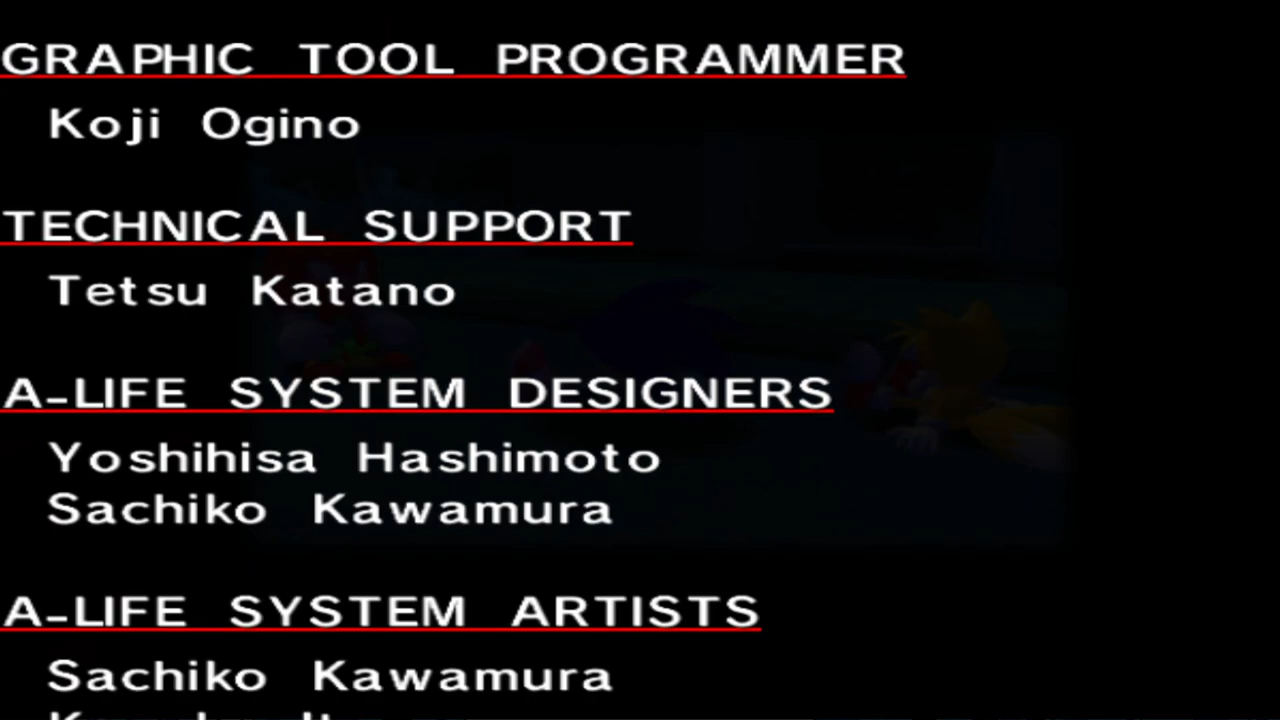 GRAPHIC TOOL PROGRAMMER
Koji Ogino
TECHNICAL SUPPORT
Tetsu Katano
A-LIFE SYSTEM DESIGNERS
Yoshihisa Hashimoto
Sachiko Kawamura
A-LIFE SYSTEM ARTISTS
Sachiko Kawamura